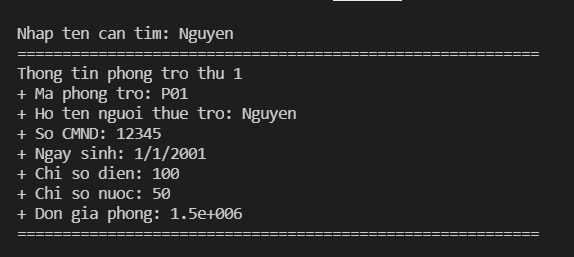 Nhap ten can tim: Nguyen
==========================================================
Thong tin phong tro thu 1
+ Ma phong tro: P01
+ Ho ten nguoi thue tro: Nguyen
+ So CMND: 12345
+ Ngay sinh: 1/1/2001
+ Chi so dien: 100
+ Chi so nuoc: 50
+ Don gia phong: 1.5e+006
==========================================================